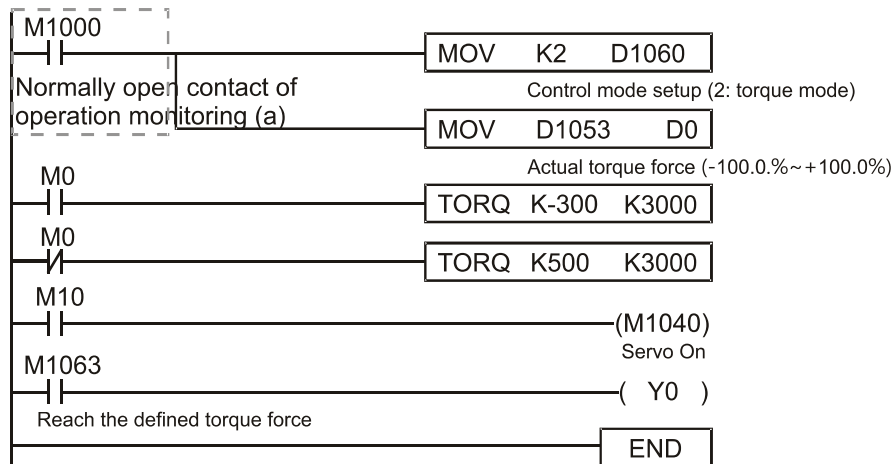 M1000
MOV K2 D1060
Normally open contact of
operation monitoring (a)
Control mode setup (2: torque mode)
MOV D1053 D0
Actual torque force (-100.0.%~+100.0%)
M0
TORQ K-300 K3000
M0
TORQ K500 K3000
M10
(M1040)
Servo On
M1063
( Y0 )
Reach the defined torque force
END